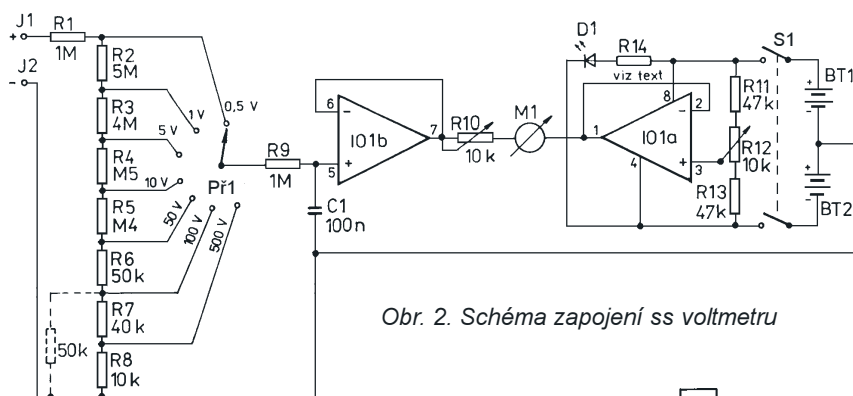 J1
+
R1
1M
J2
-
R2
5M
R3
4M
R4
M5
R5
M4
R6
50k
R7
40k
R8
10k
50k
0,5 V
1V
5 V
10V
50 V
100 V
500 V
Př1
R9
1M
C1
100n
6
-
IO1b
7
+
5
R10
10k
M1
D1
R14
viz text
8
2
-
1
IO1a
4
+
3
R11
47k
R12
10k
R13
47k
S1
BT1
+
-
BT2
+
-
Obr. 2. Schéma zapojení ss voltmetru